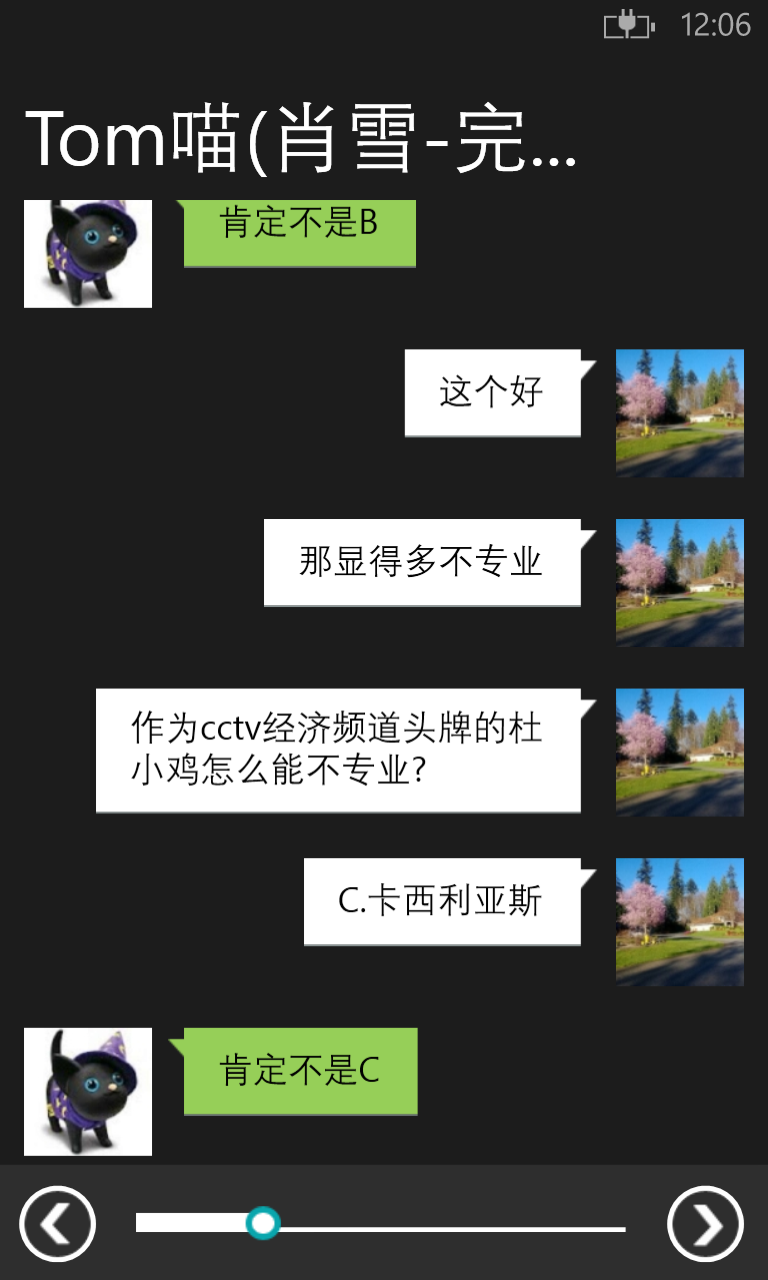 12:06
Tom喵(肖雪-完...
肯定不是B
这个好
那显得多不专业
作为cctv经济频道头牌的杜
小鸡怎么能不专业?
C.卡西利亚斯
肯定不是C